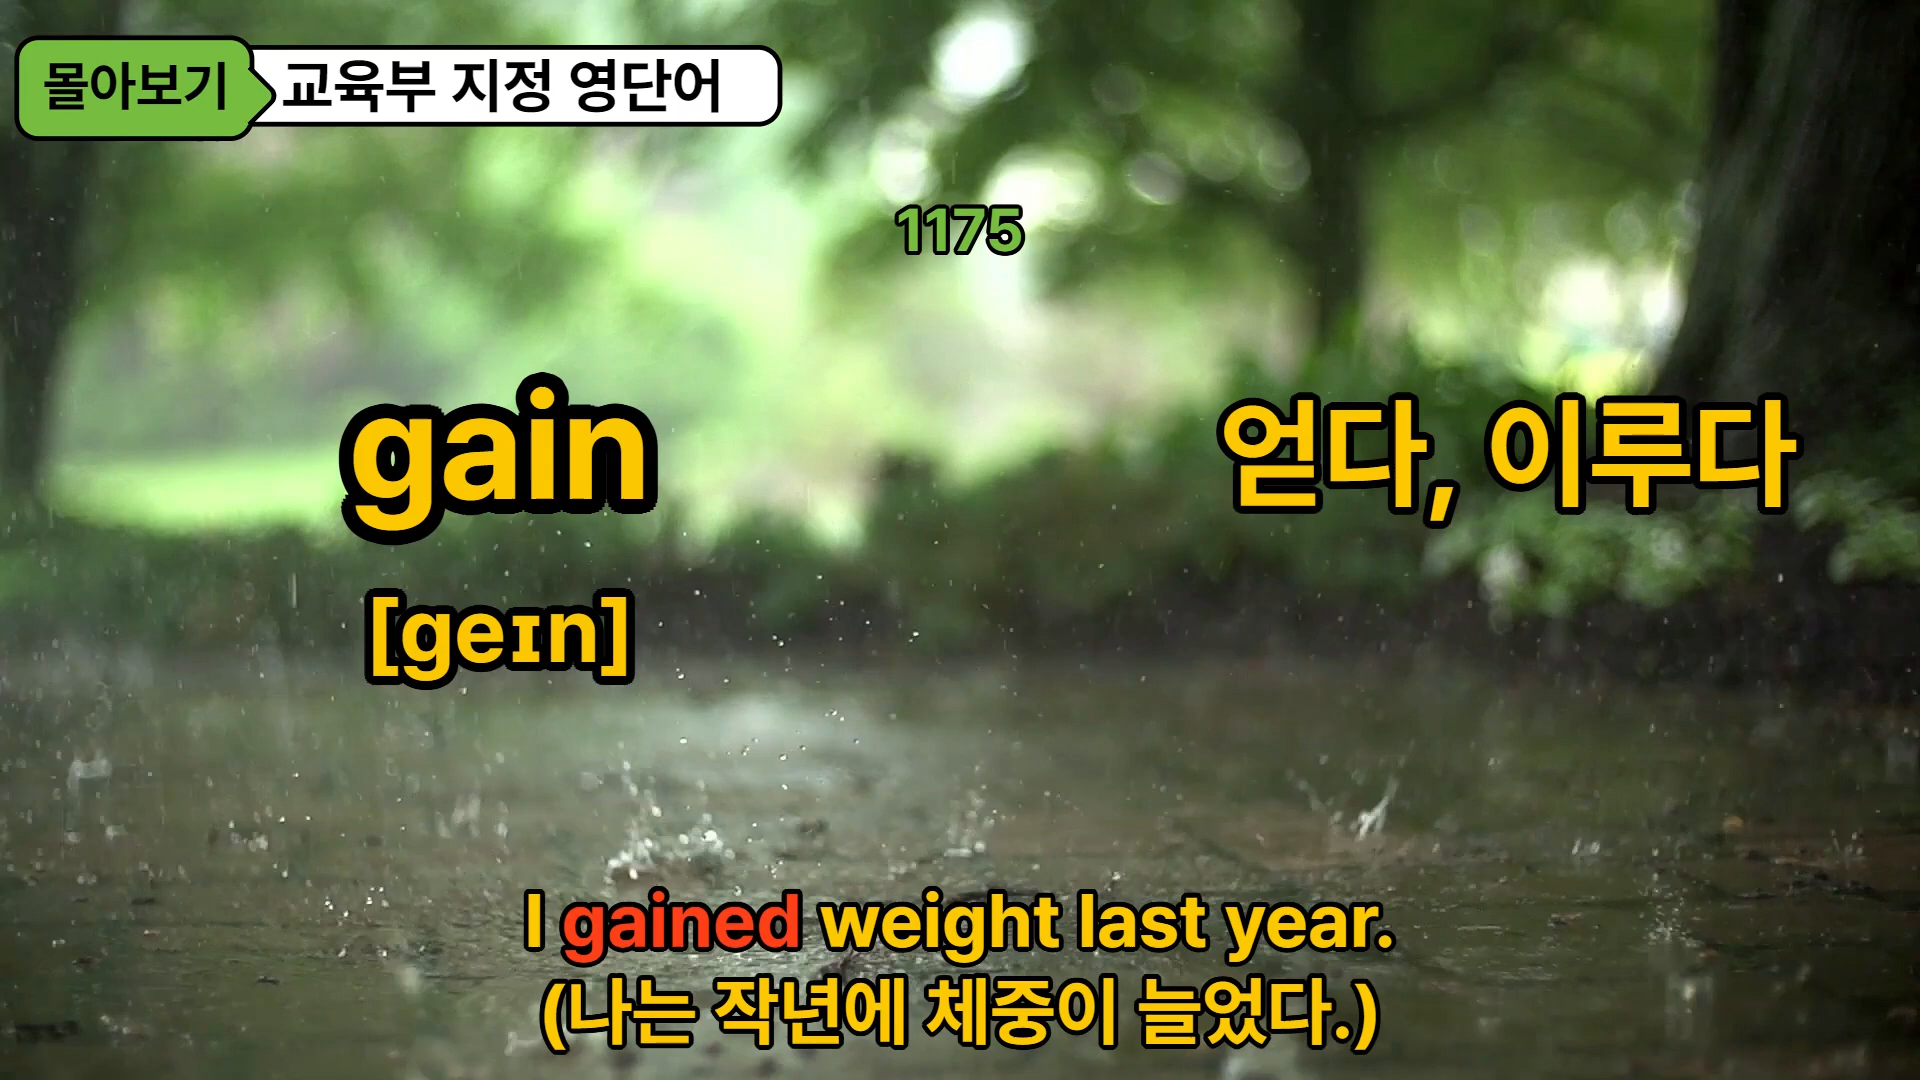 몰아보기 교육부 지정 영단어
1175
gain 얻다, 이루다
[geɪn]
I gained weight last year.
(나는 작년에 체중이 늘었다.)